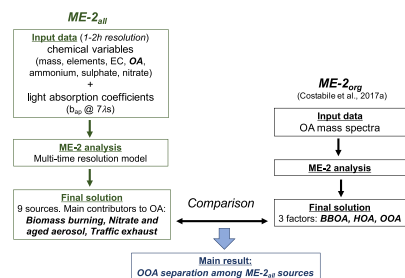 ME-2all
Input data (1-2h resolution)
chemical variables
(mass, elements, EC, OA,
ammonium, sulphate, nitrate)
+
light absorption coefficients
(bap @ 7λs)
ME-2 analysis
Multi-time resolution model
Final solution
9 sources. Main contributors to OA:
Biomass burning, Nitrate and
aged aerosol, Traffic exhaust
Comparison
ME-2org
(Costabile et al., 2017a)
Input data
OA mass spectra
ME-2 analysis
Final solution
3 factors: BBOA, HOA, OOA
Main result:
OOA separation among ME-2all sources